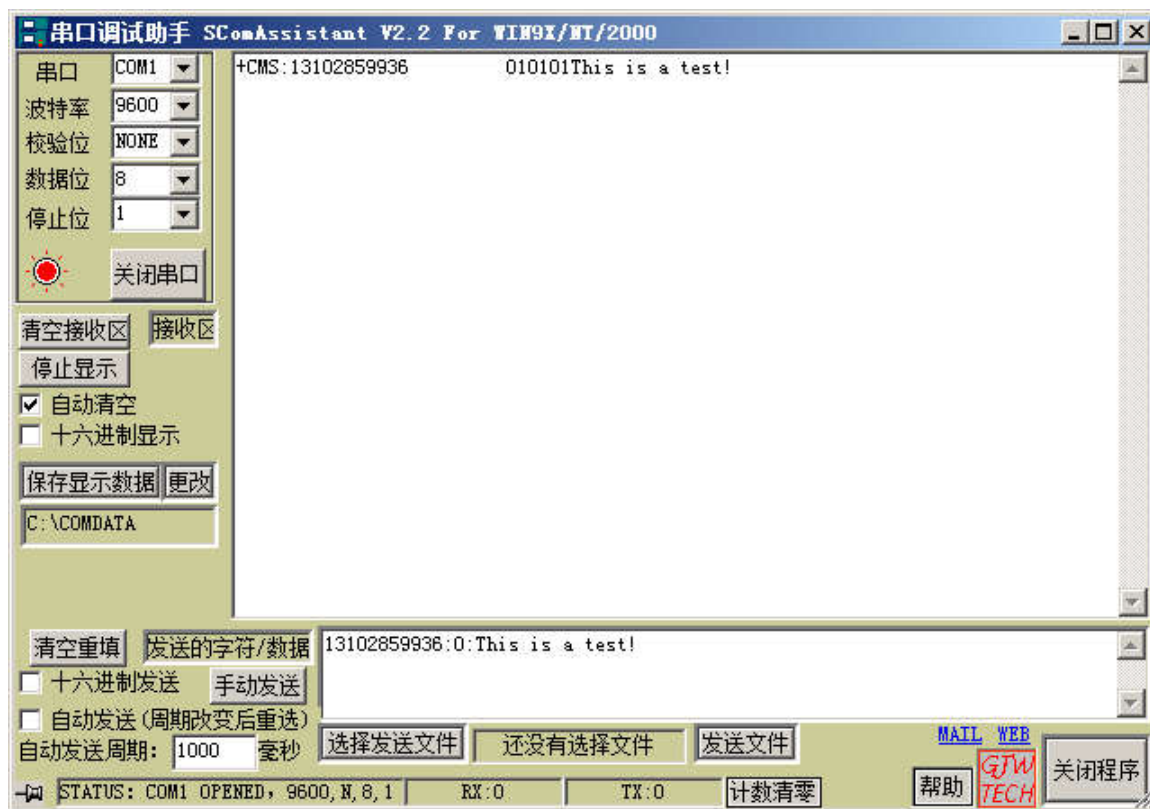 串口调试助手 SComAssistant V2.2 For WIN9X/NT/2000
串口 COM1
波特率 9600
校验位 NONE
数据位 8
停止位 1
关闭串口
+CMS:13102859936 010101This is a test!
清空接收区 接收区
停止显示
自动清空
十六进制显示
保存显示数据 更改
C:\COMDATA
清空重填 发送的字符/数据 13102859936:0:This is a test!
十六进制发送 手动发送
自动发送(周期改变后重选)
自动发送周期: 1000 毫秒 选择发送文件 还没有选择文件 发送文件
MAIL WEB
STATUS: COM1 OPENED, 9600,N,8,1 RX:0 TX:0 计数清零 帮助 GJW TECH 关闭程序